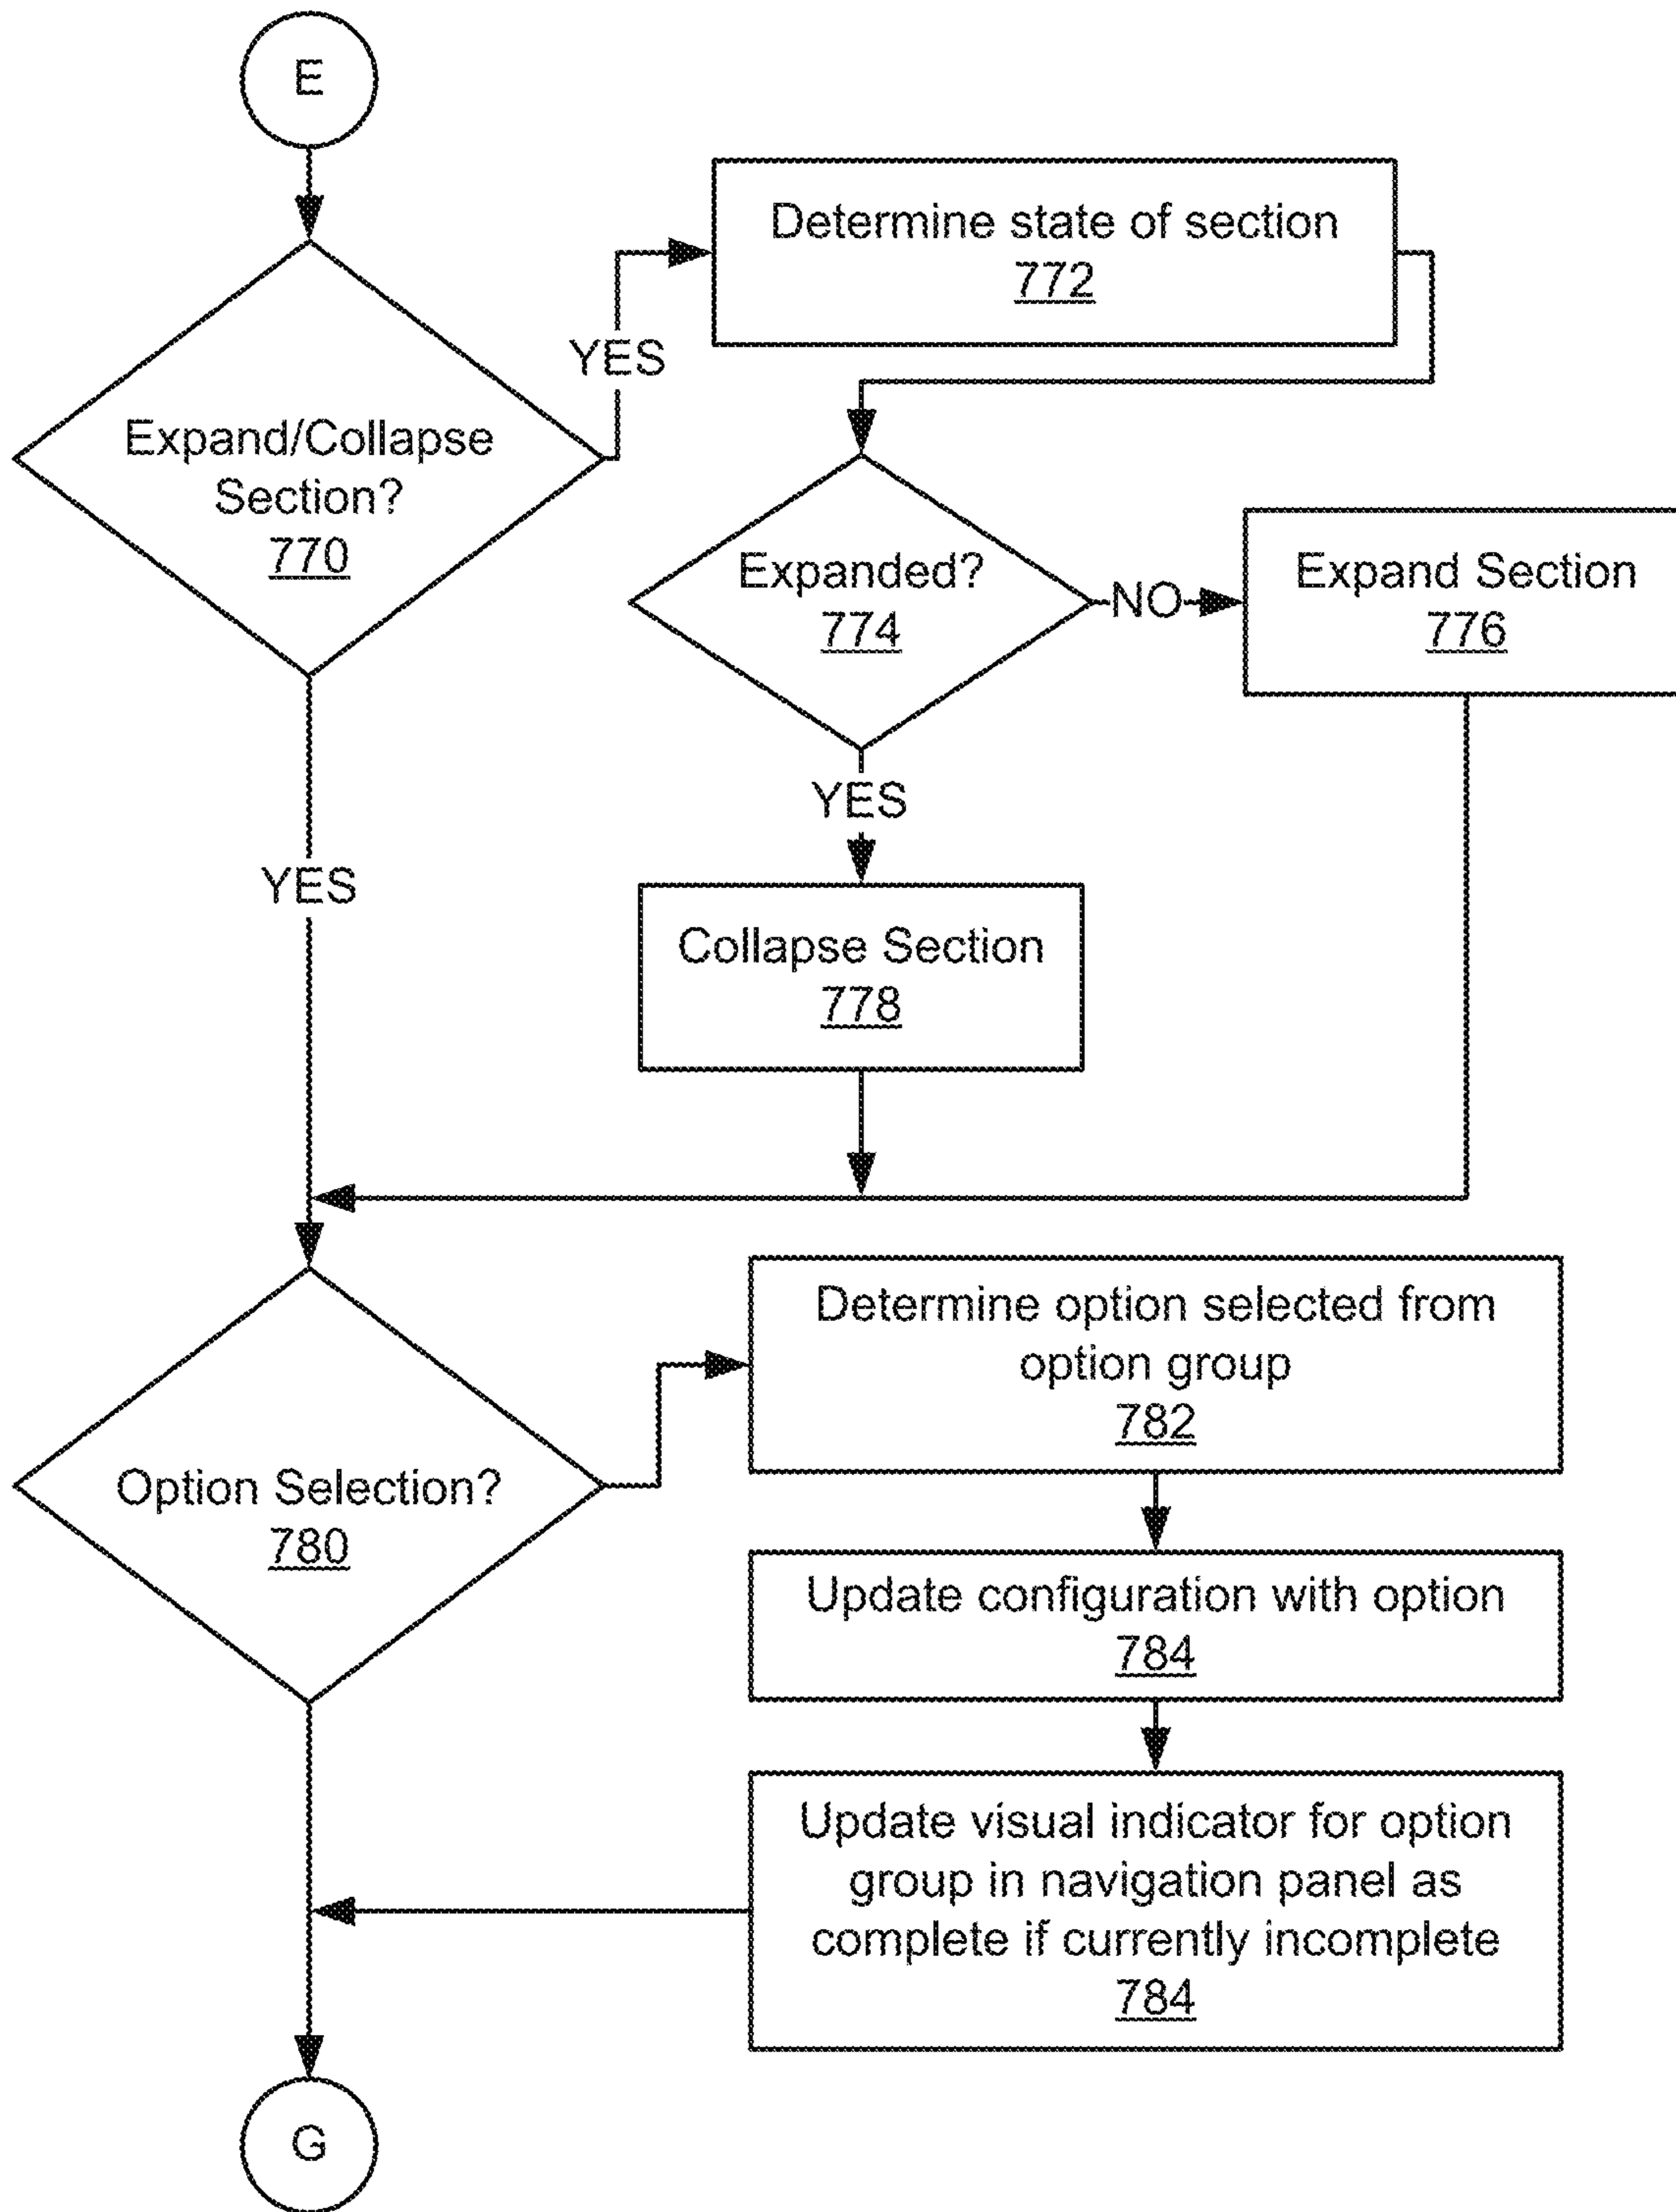 E
Determine state of section
772
YES
Expand/Collapse
Section?
770
Expanded?
774
NO
Expand Section
776
YES
YES
Collapse Section
778
Determine option selected from
option group
782
Option Selection?
780
Update configuration with option
784
Update visual indicator for option
group in navigation panel as
complete if currently incomplete
784
G